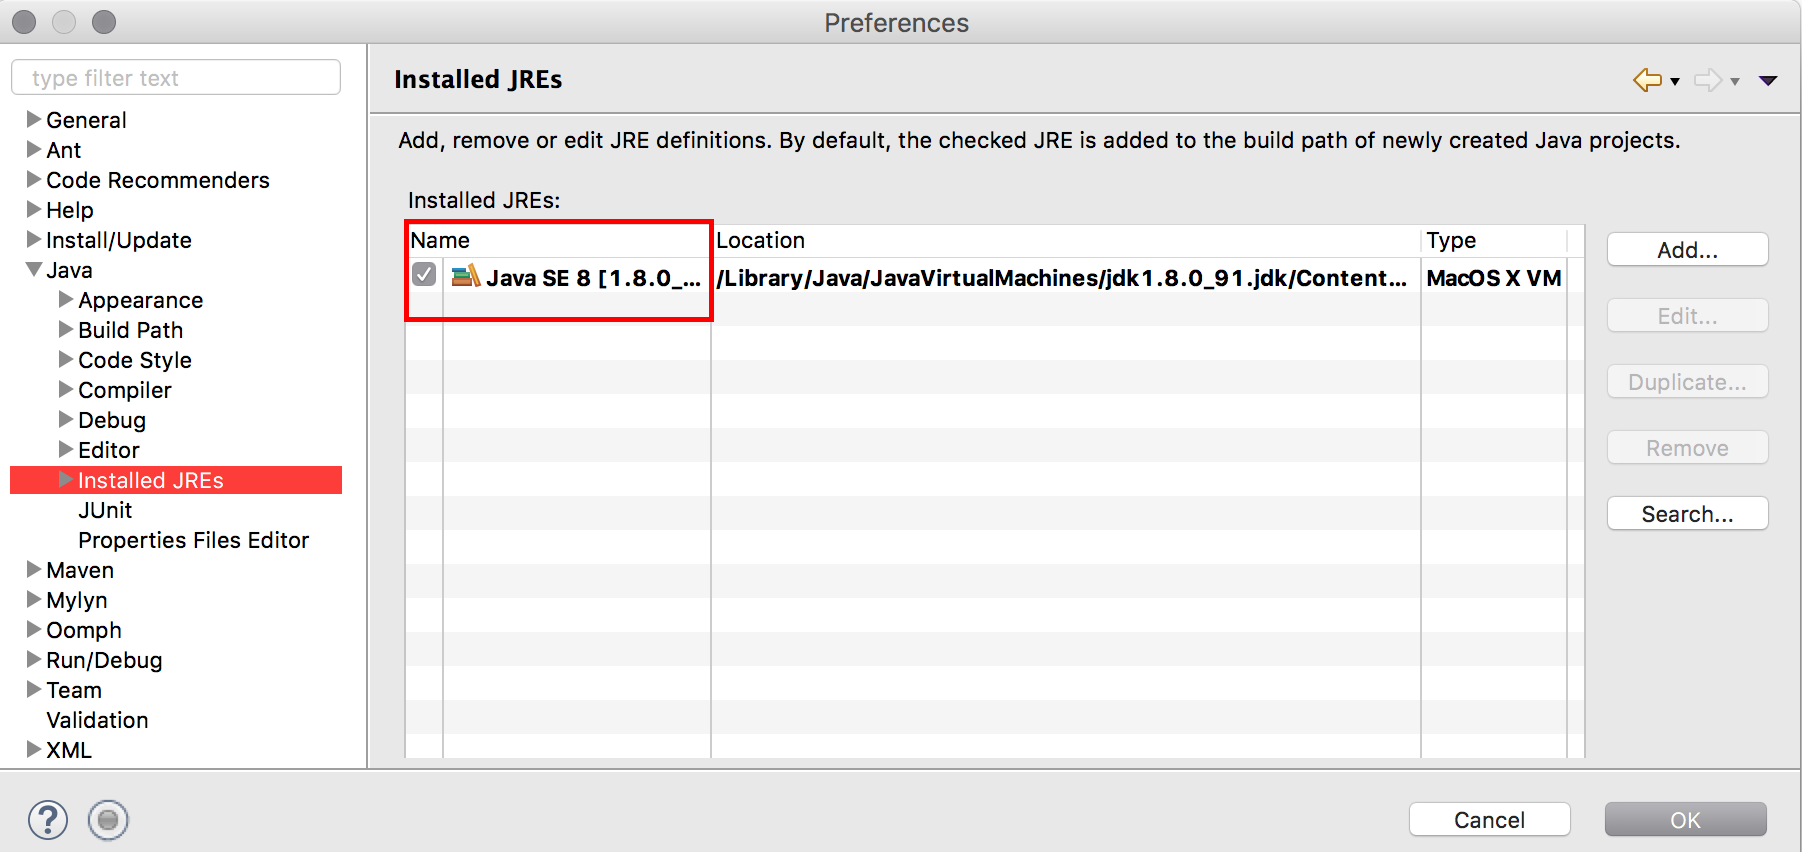 Preferences
type filter text
General
Ant
Code Recommenders
Help
Install/Update
Java
Appearance
Build Path
Code Style
Compiler
Debug
Editor
Installed JREs
JUnit
Properties Files Editor
Maven
Mylyn
Oomph
Run/Debug
Team
Validation
XML
Installed JREs
Add, remove or edit JRE definitions. By default, the checked JRE is added to the build path of newly created Java projects.
Installed JREs:
Name Location Type
Java SE 8 [1.8.0_... /Library/Java/JavaVirtualMachines/jdk1.8.0_91.jdk/Content... MacOS X VM
Add...
Edit...
Duplicate...
Remove
Search...
?
Cancel OK